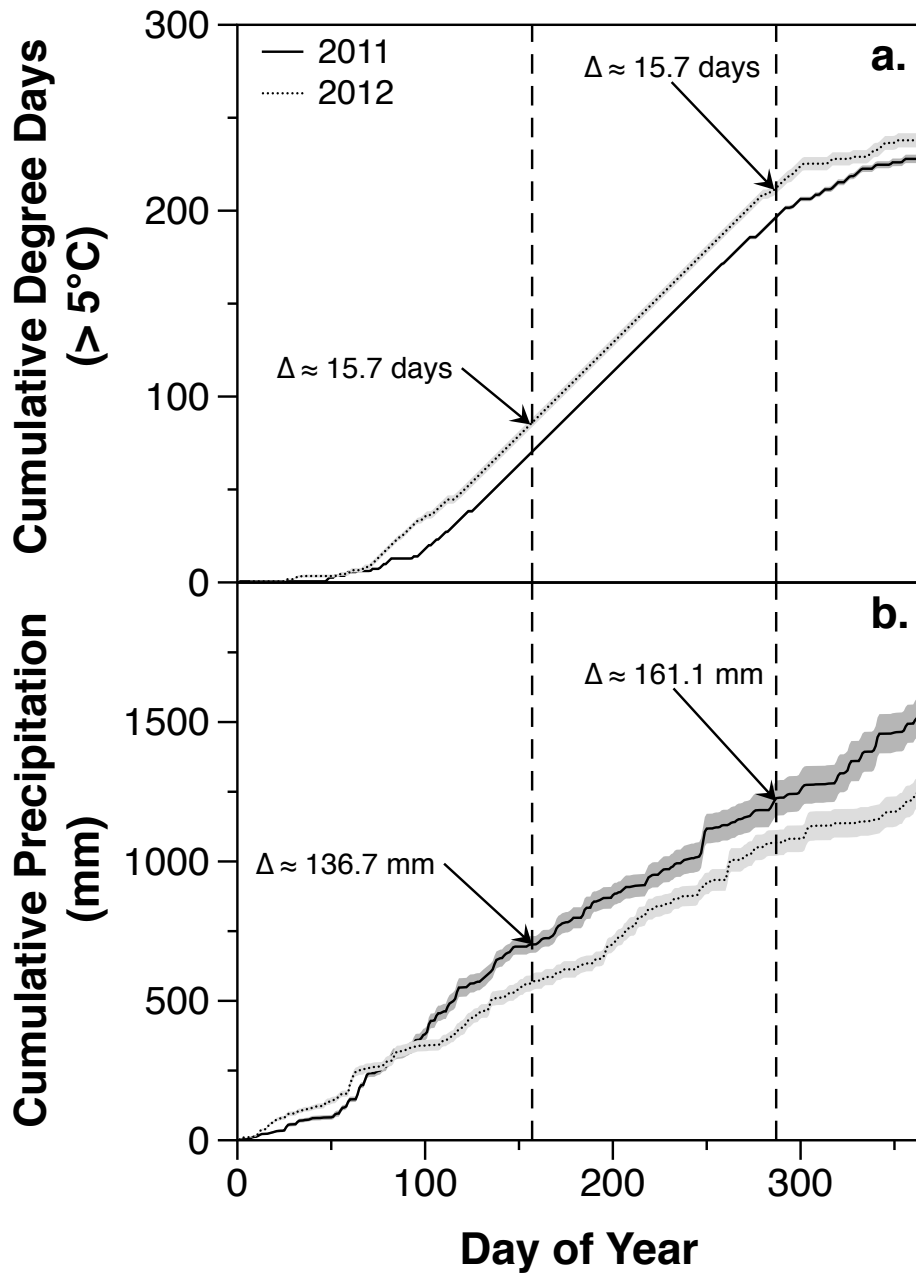 Cumulative Degree Days
(> 5°C)
300
200
100
0
2011
2012
Δ ≈ 15.7 days
a.
Δ ≈ 15.7 days
Cumulative Precipitation
(mm)
1500
1000
500
0
b.
Δ ≈ 161.1 mm
Δ ≈ 136.7 mm
0
100
200
300
Day of Year